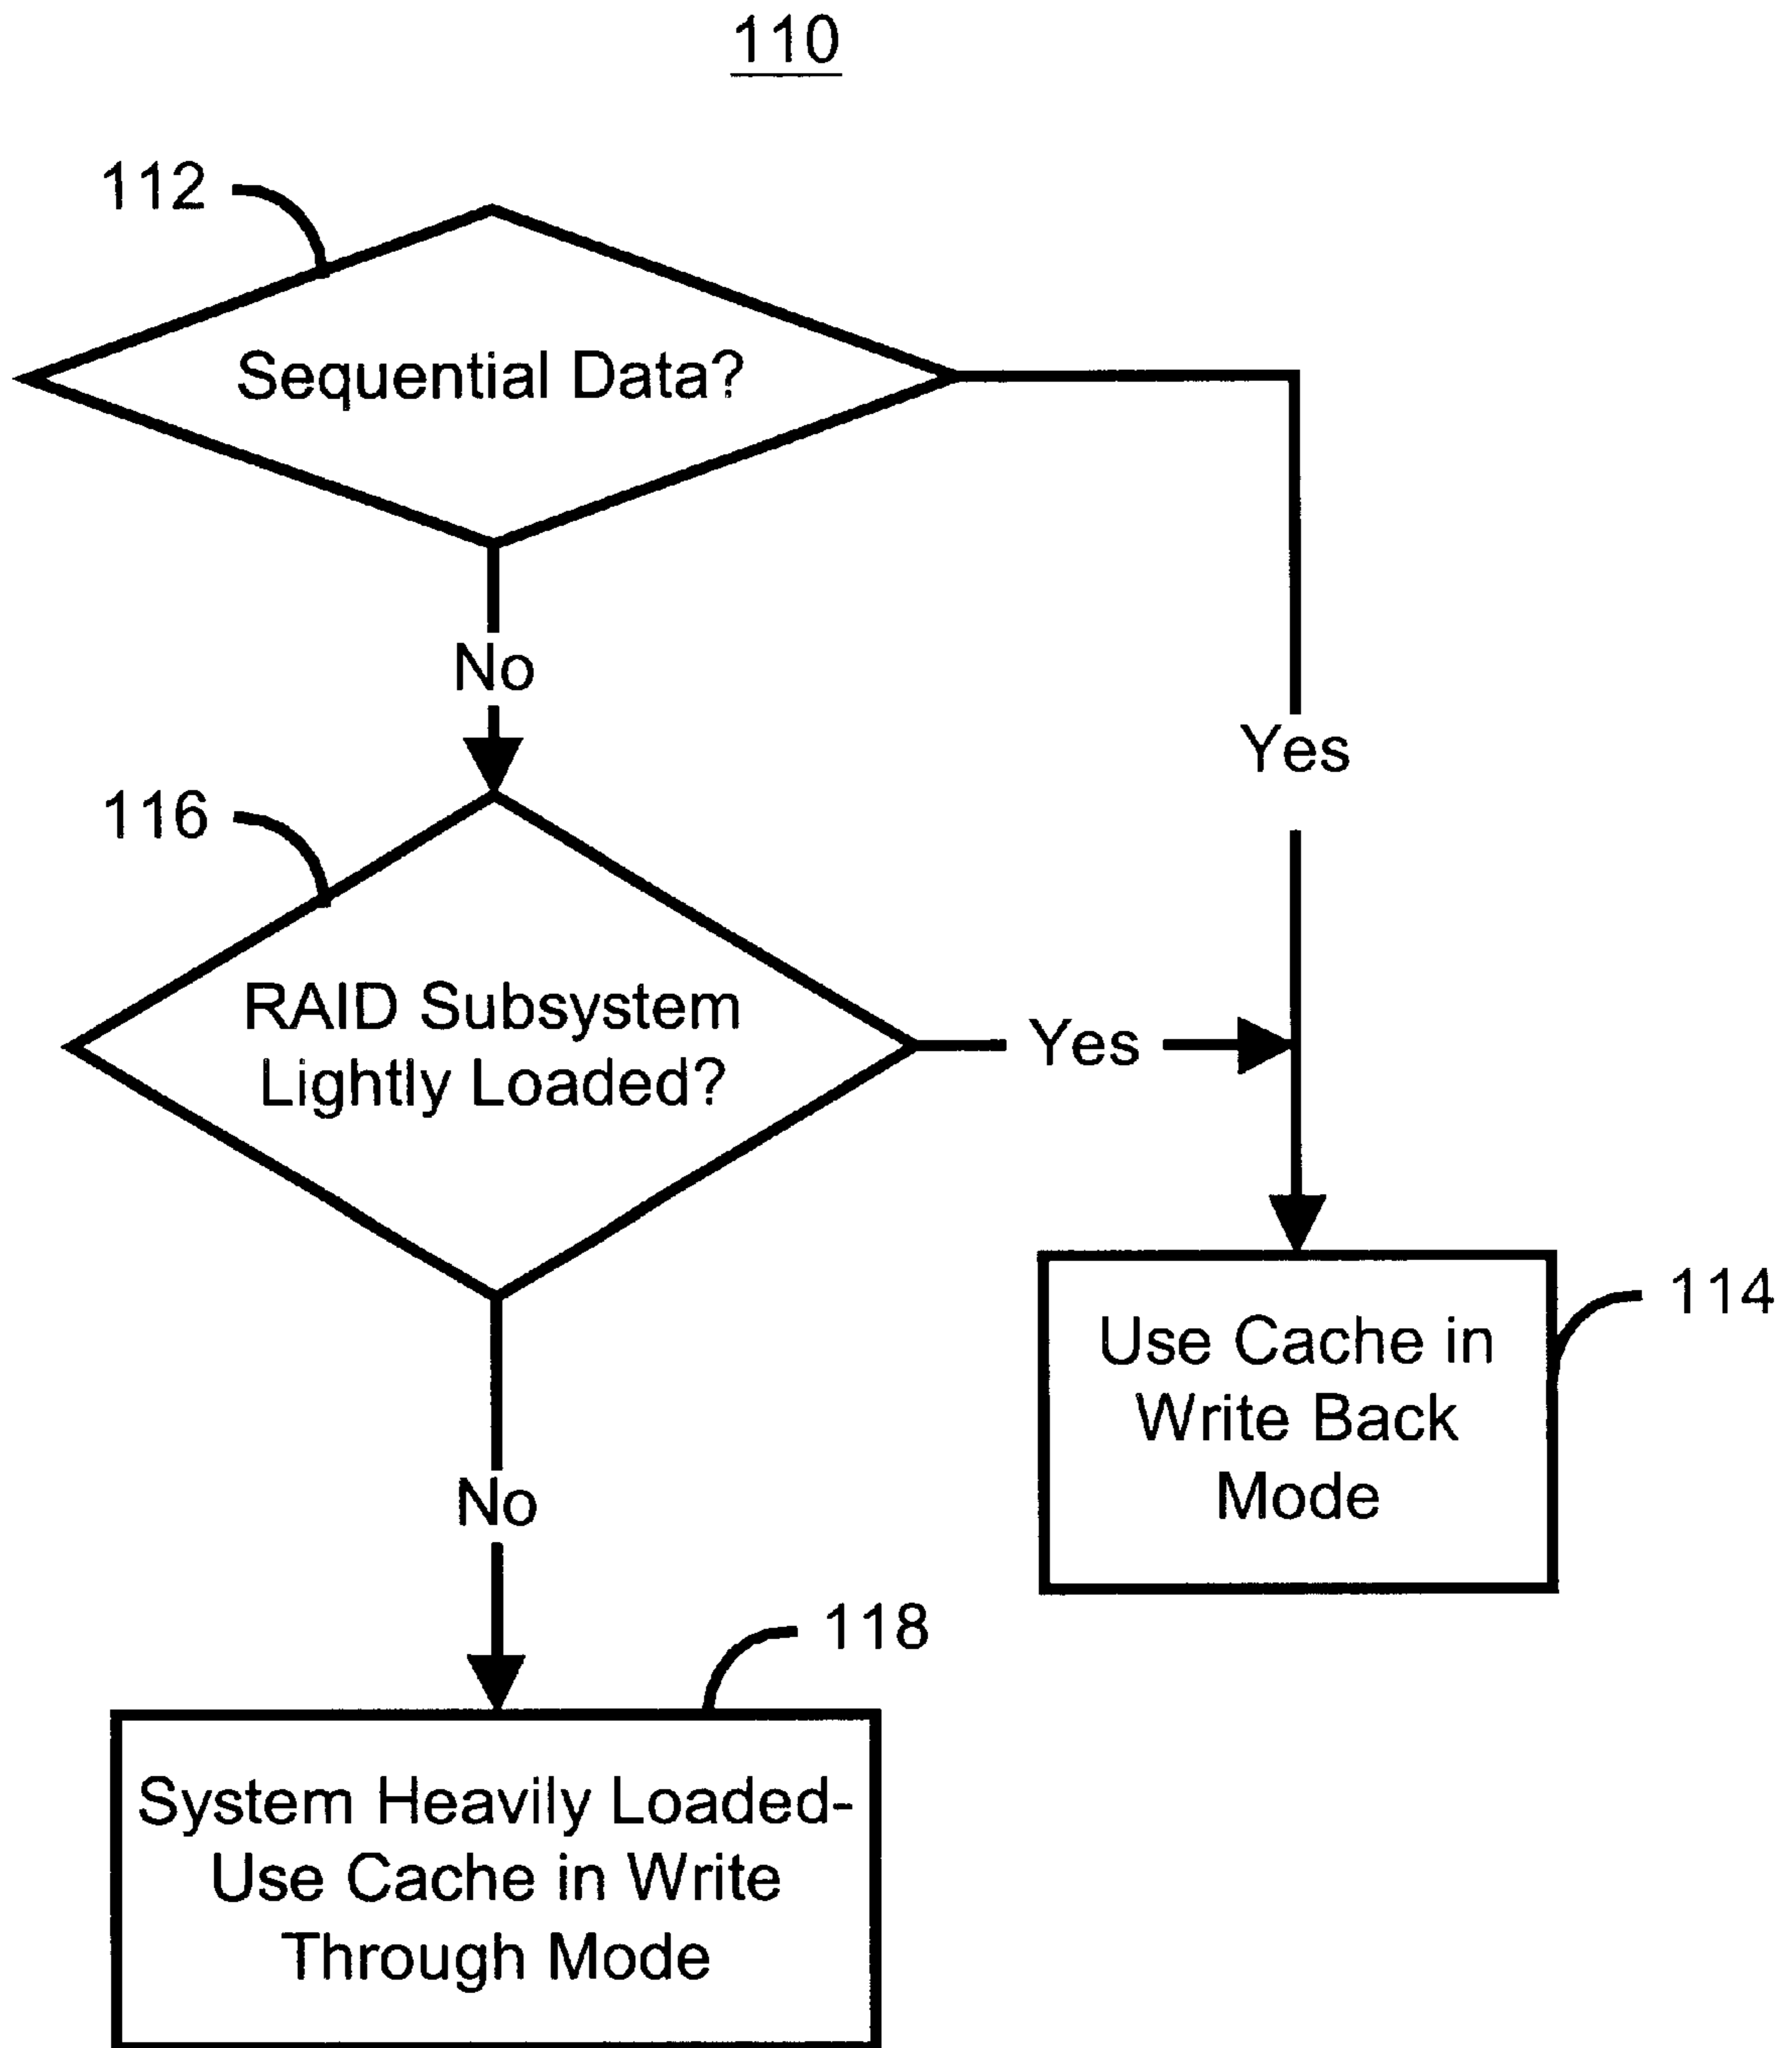 110
112
Sequential Data?
No
Yes
116
RAID Subsystem
Lightly Loaded?
Yes
114
Use Cache in
Write Back
Mode
No
118
System Heavily Loaded-
Use Cache in Write
Through Mode